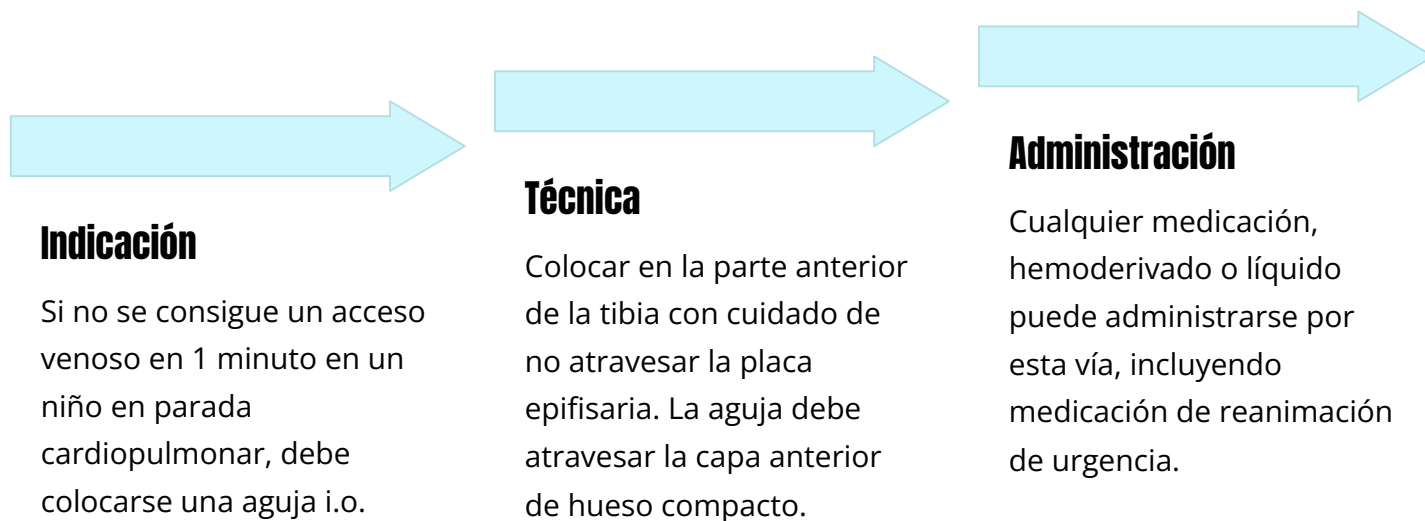 Indicación
Si no se consigue un acceso
venoso en 1 minuto en un
niño en parada
cardiopulmonar, debe
colocarse una aguja i.o.
Técnica
Colocar en la parte anterior
de la tibia con cuidado de
no atravesar la placa
epifisaria. La aguja debe
atravesar la capa anterior
de hueso compacto.
Administración
Cualquier medicación,
hemoderivado o líquido
puede administrarse por
esta vía, incluyendo
medicación de reanimación
de urgencia.